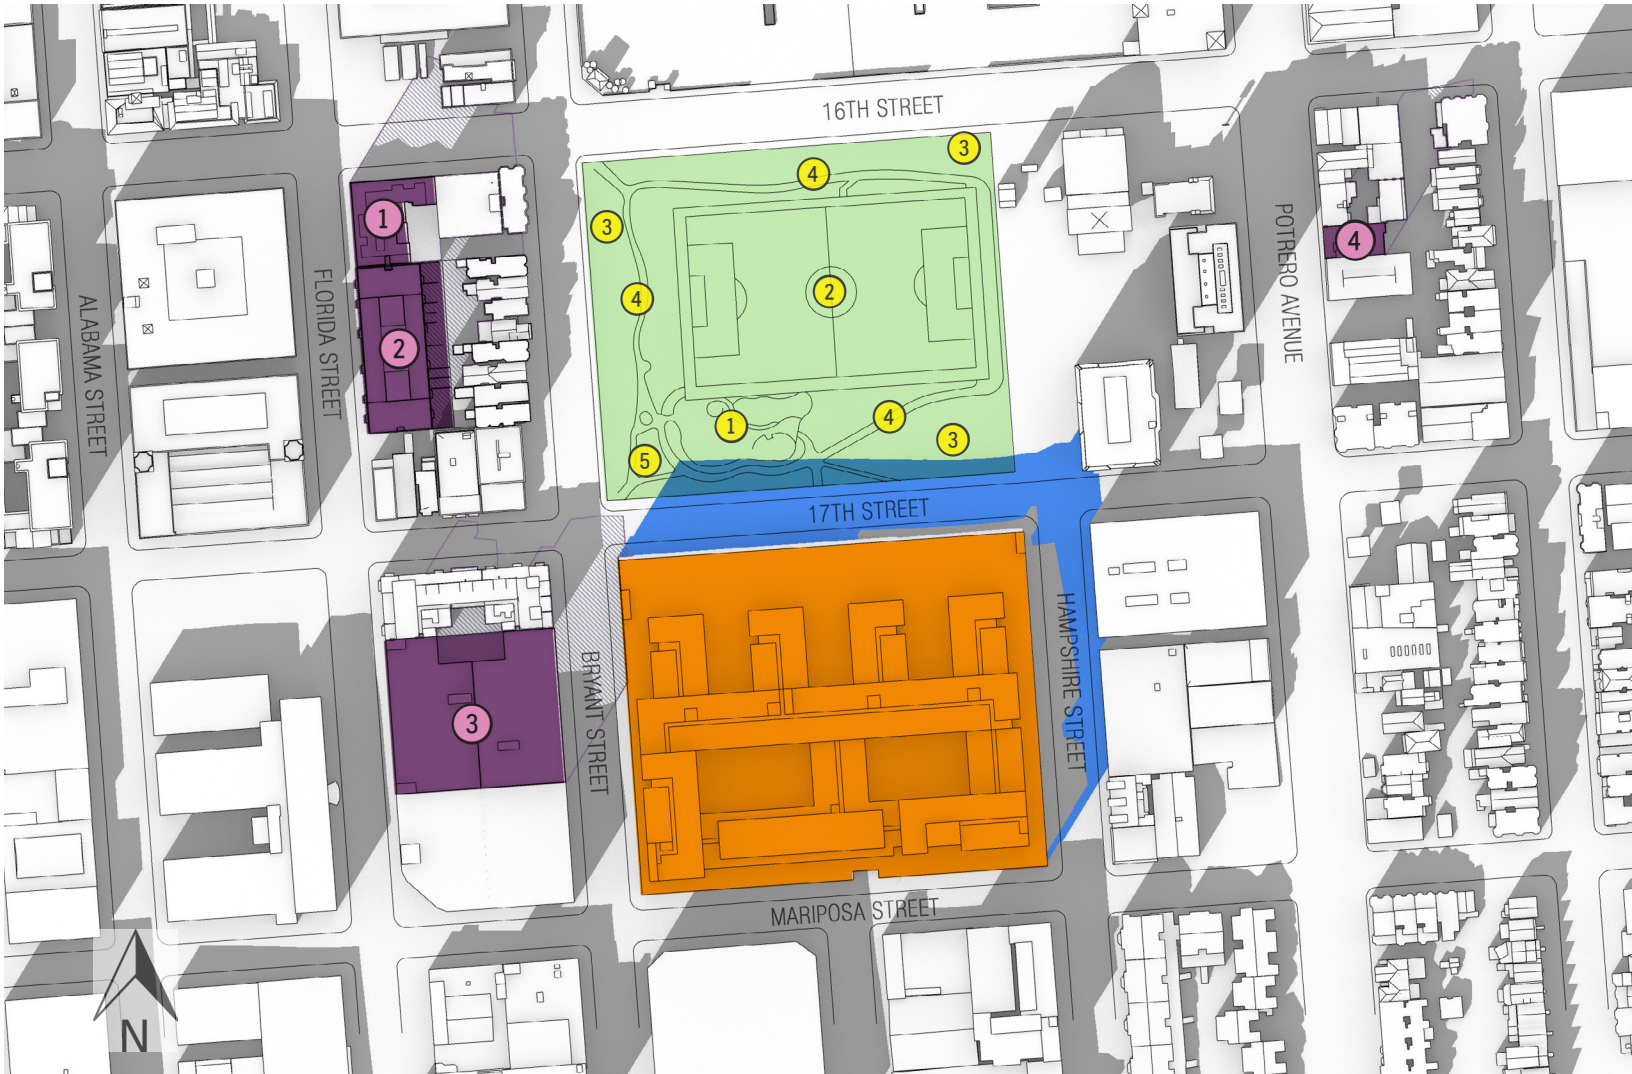 16TH STREET
3
4
1
3
4
FLORIDA STREET
ALABAMA STREET
POTRERO AVENUE
2
4
2
4
1
3
5
17TH STREET
HAMPSHIRE STREET
BRYANT STREET
3
MARIPOSA STREET
N